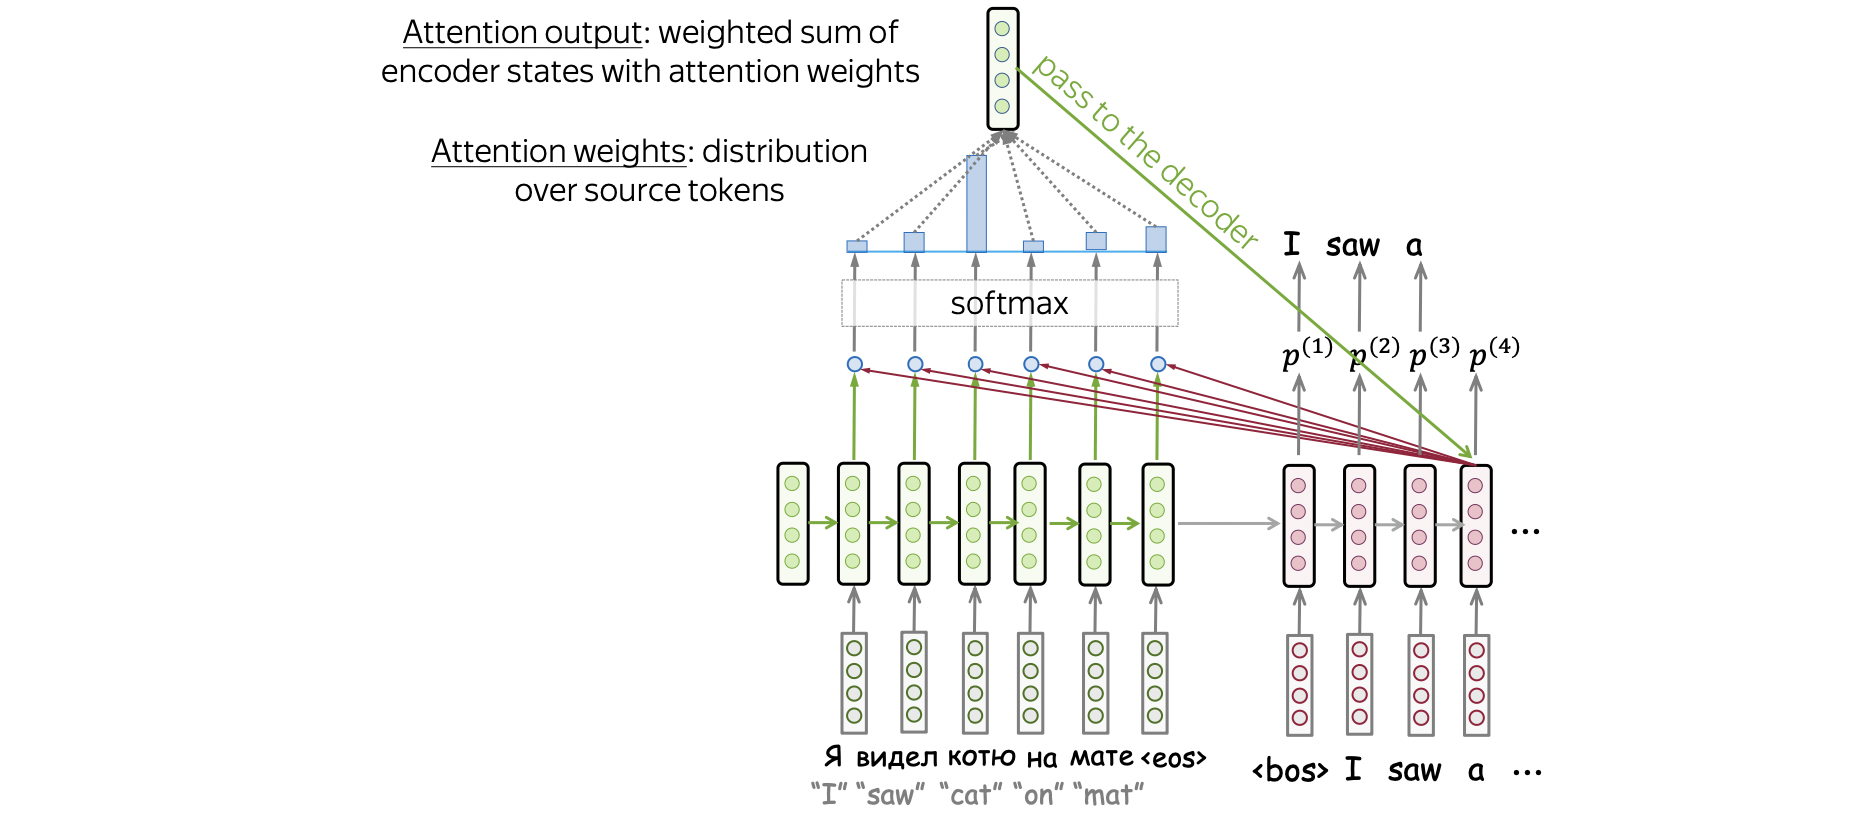 Attention output: weighted sum of
encoder states with attention weights
Attention weights: distribution
over source tokens
pass to the decoder
I saw a
softmax
p(1) p(2) p(3) p(4)
...
Я видел котю на мате <eos>
"I" "saw" "cat" "on" "mat"
<bos> I saw a ...